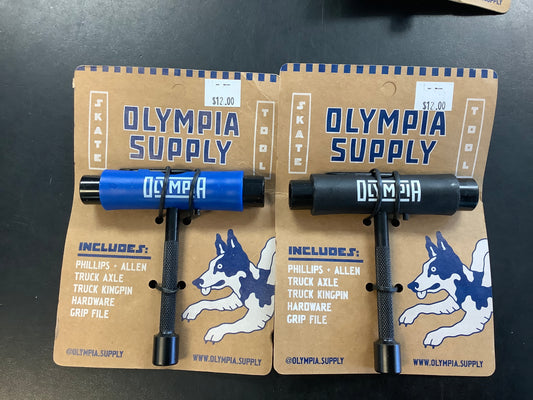 $12.00
SKATE
OLYMPIA
SUPPLY
TOOL
OLYMPIA
INCLUDES:
PHILLIPS + ALLEN
TRUCK AXLE
TRUCK KINGPIN
HARDWARE
GRIP FILE
@OLYMPIA.SUPPLY
WWW.OLYMPIA.SUPPLY
$12.00
SKATE
OLYMPIA
SUPPLY
TOOL
OLYMPIA
INCLUDES:
PHILLIPS + ALLEN
TRUCK AXLE
TRUCK KINGPIN
HARDWARE
GRIP FILE
@OLYMPIA.SUPPLY
WWW.OLYMPIA.SUPPLY